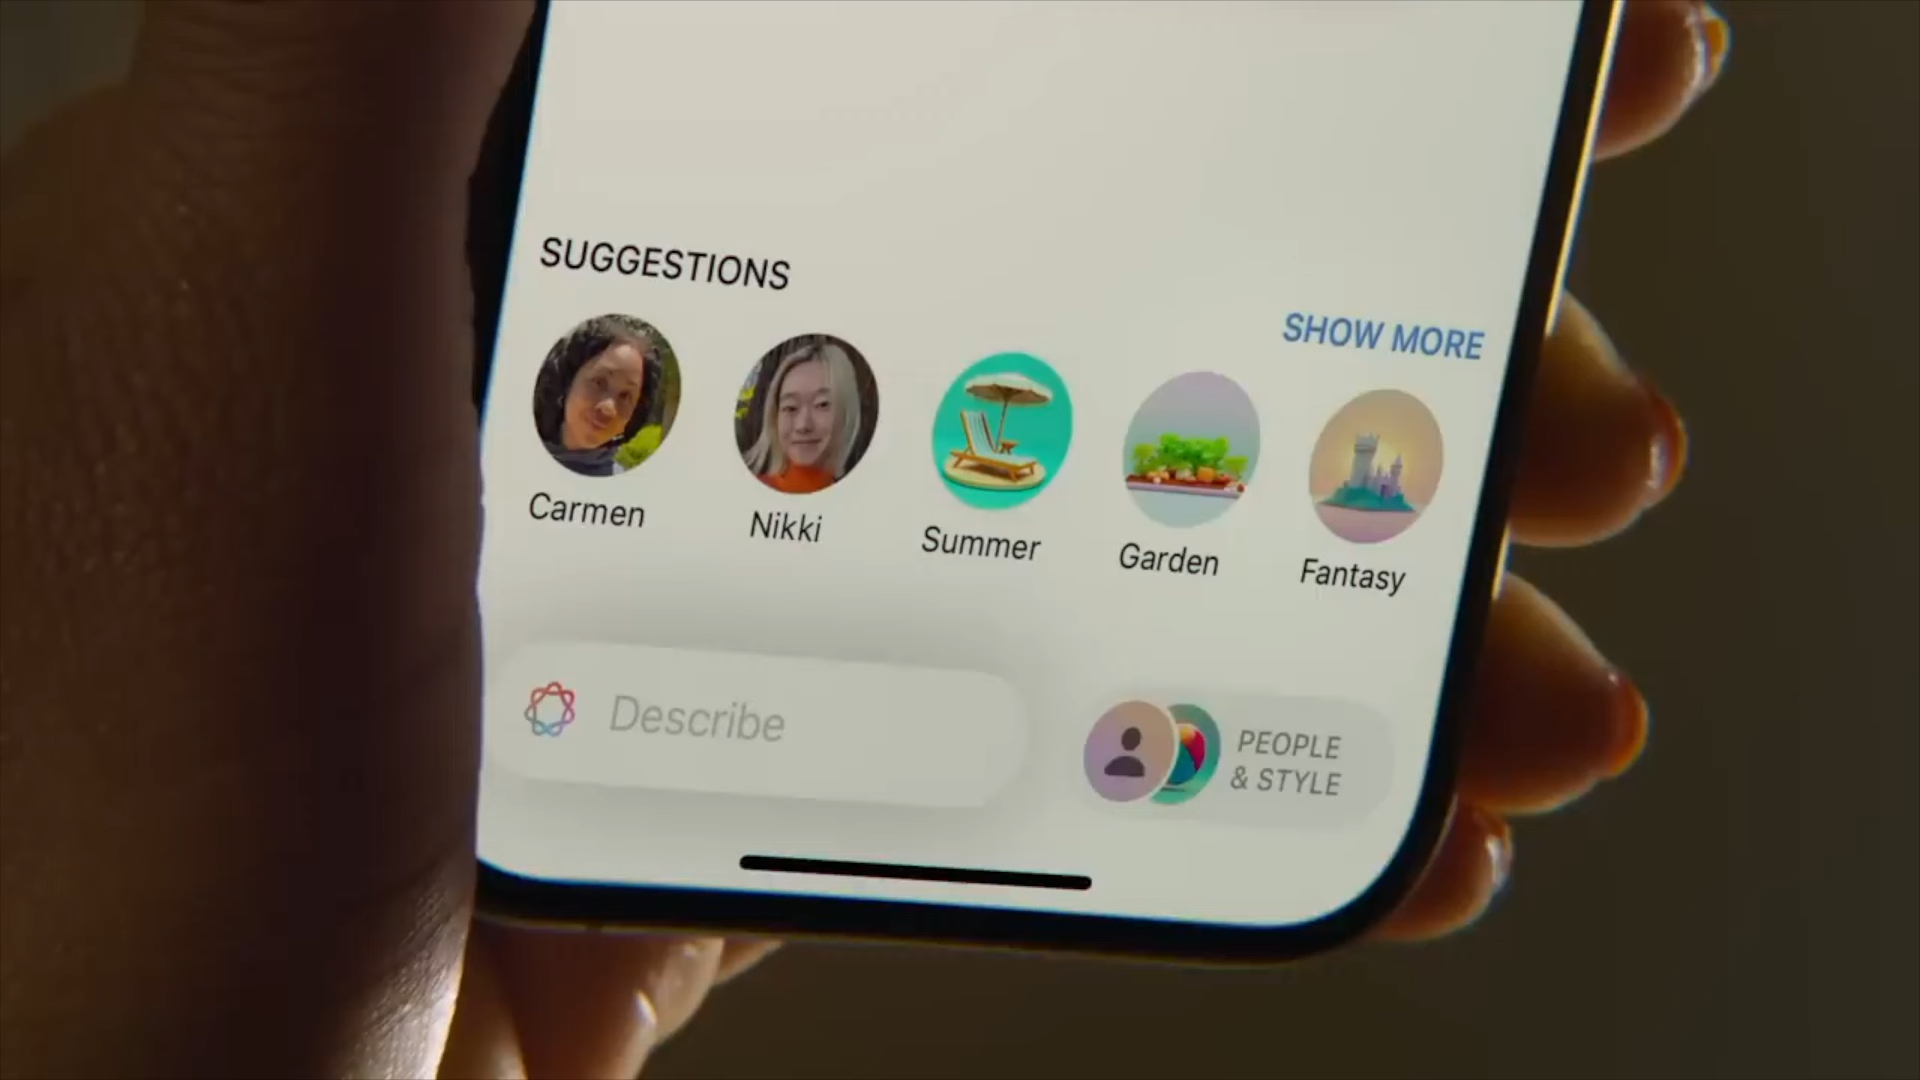 SUGGESTIONS
SHOW MORE
Carmen
Nikki
Summer
Garden
Fantasy
Describe
PEOPLE
& STYLE